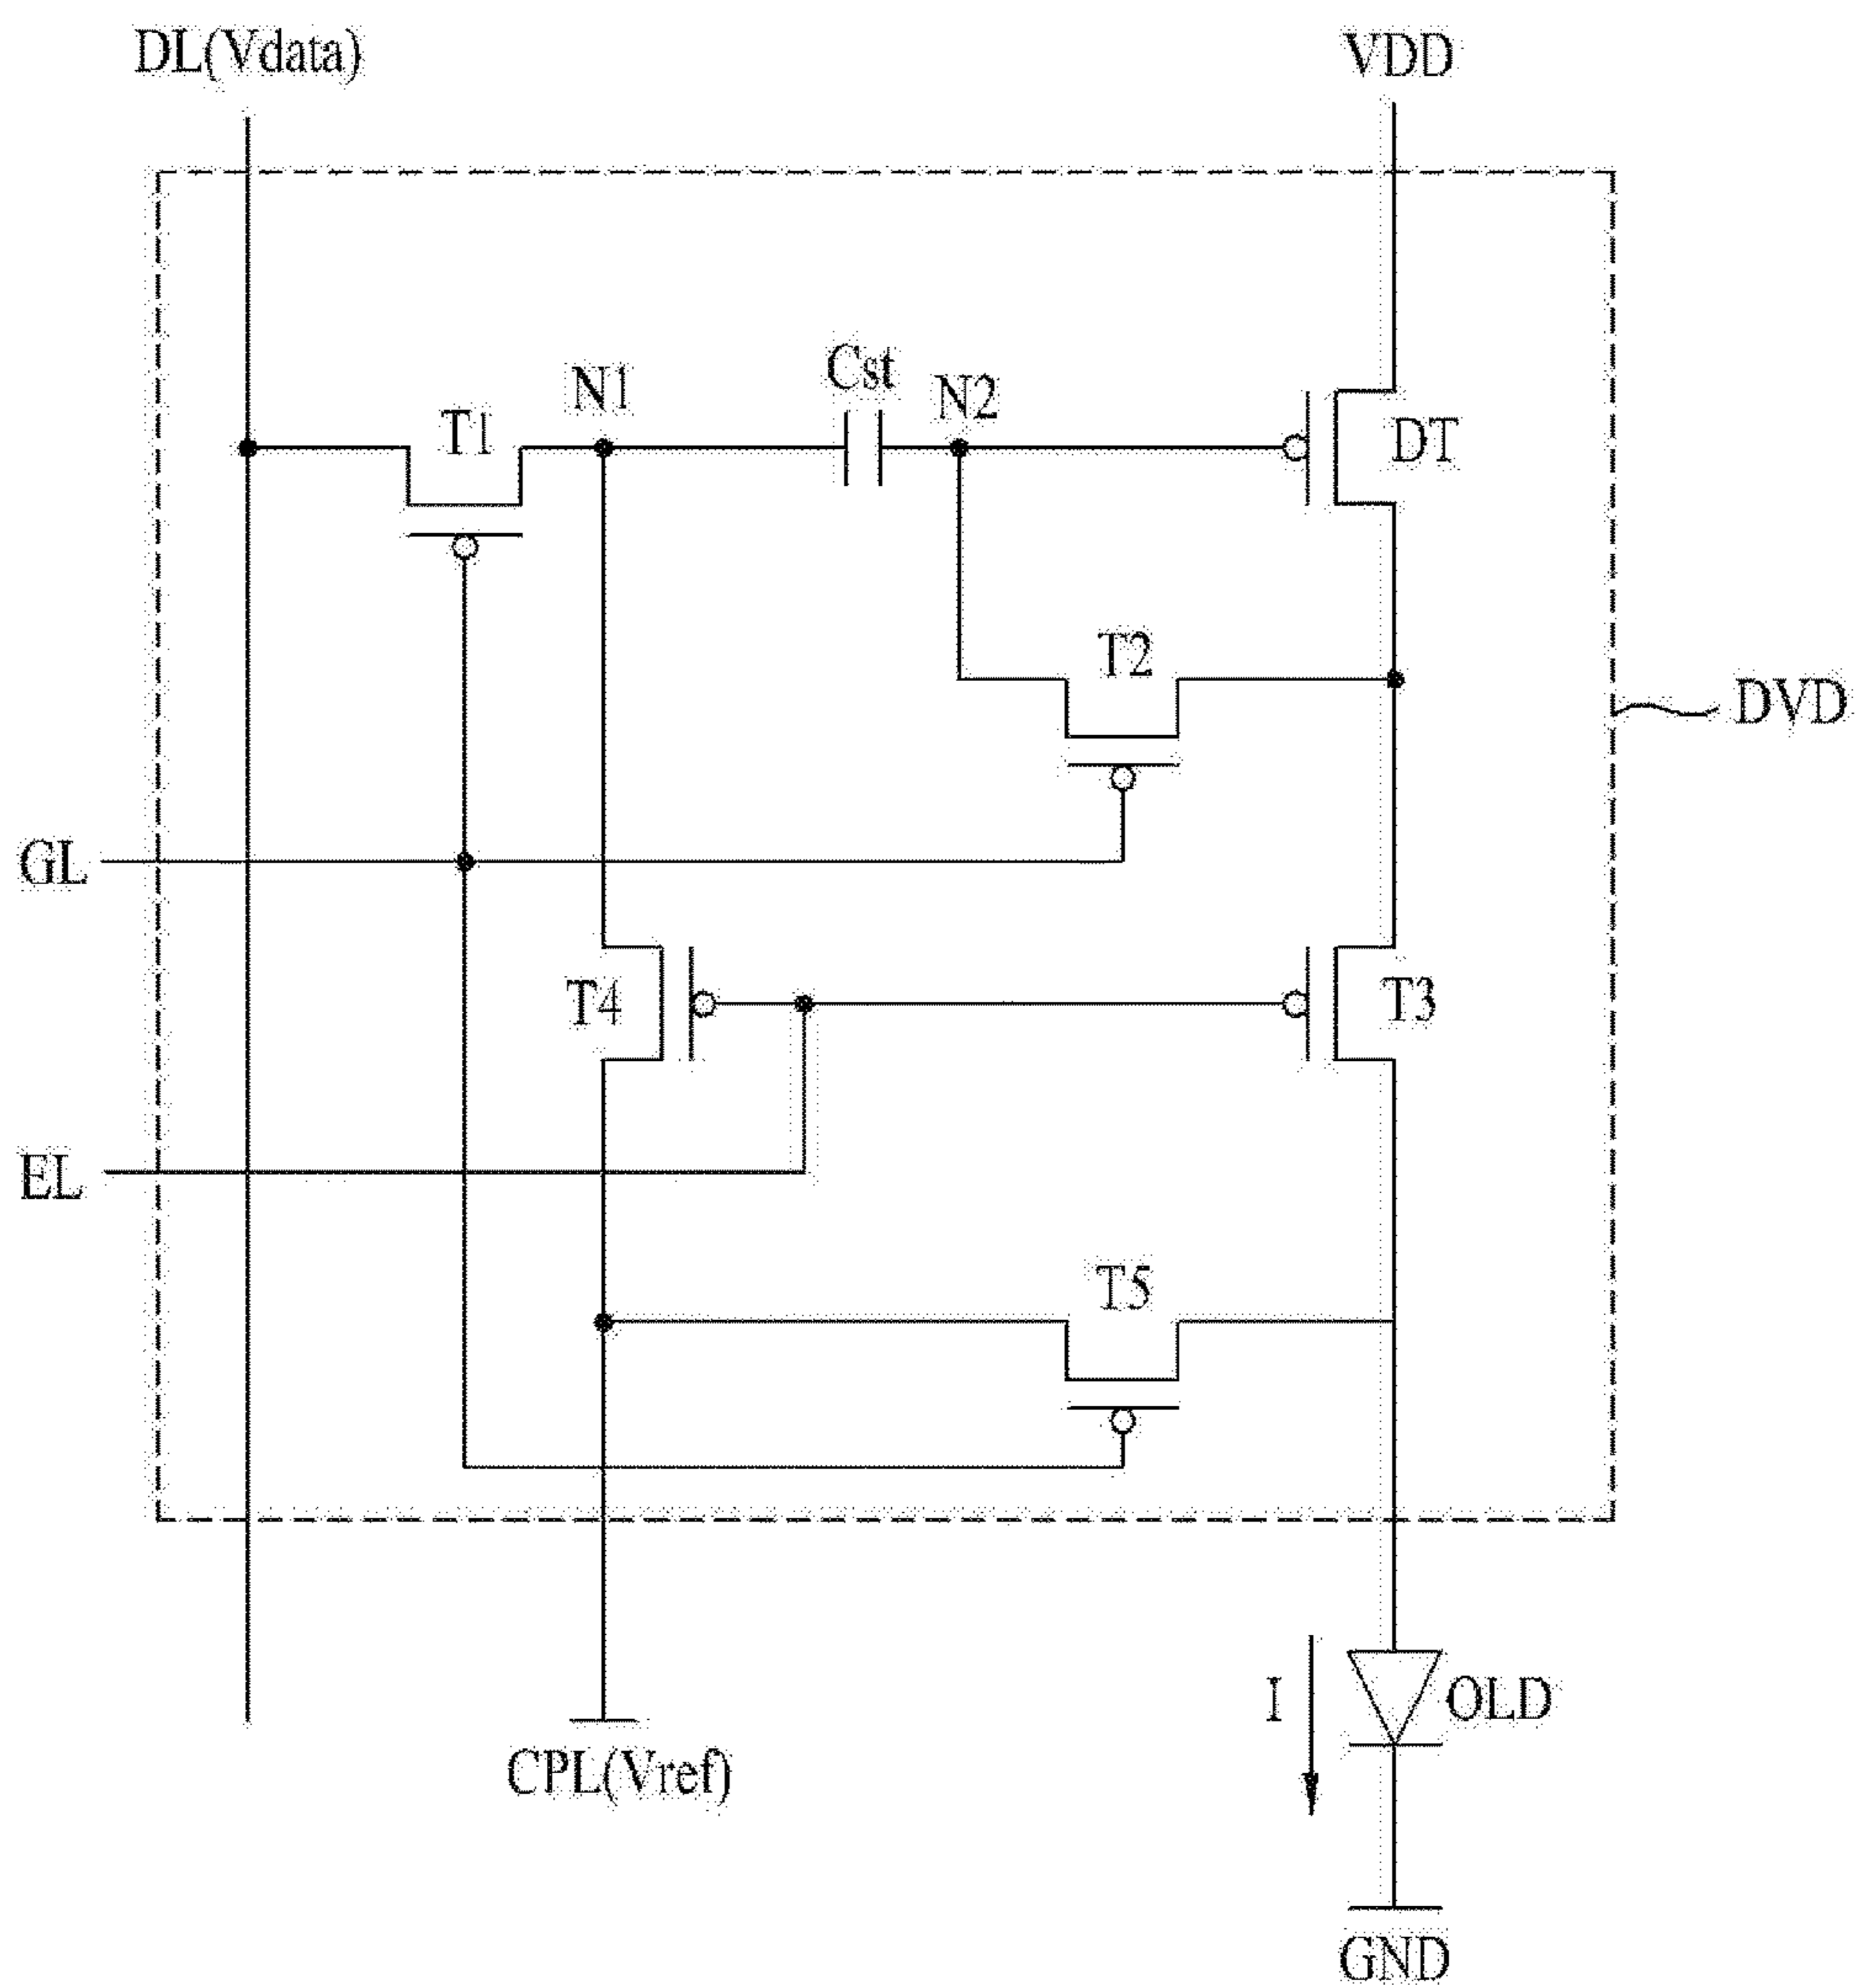 DL(Vdata)
VDD
Cst
N1
N2
T1
DT
T2
DVD
GL
T4
T3
EL
T5
I
OLD
CPL(Vref)
GND